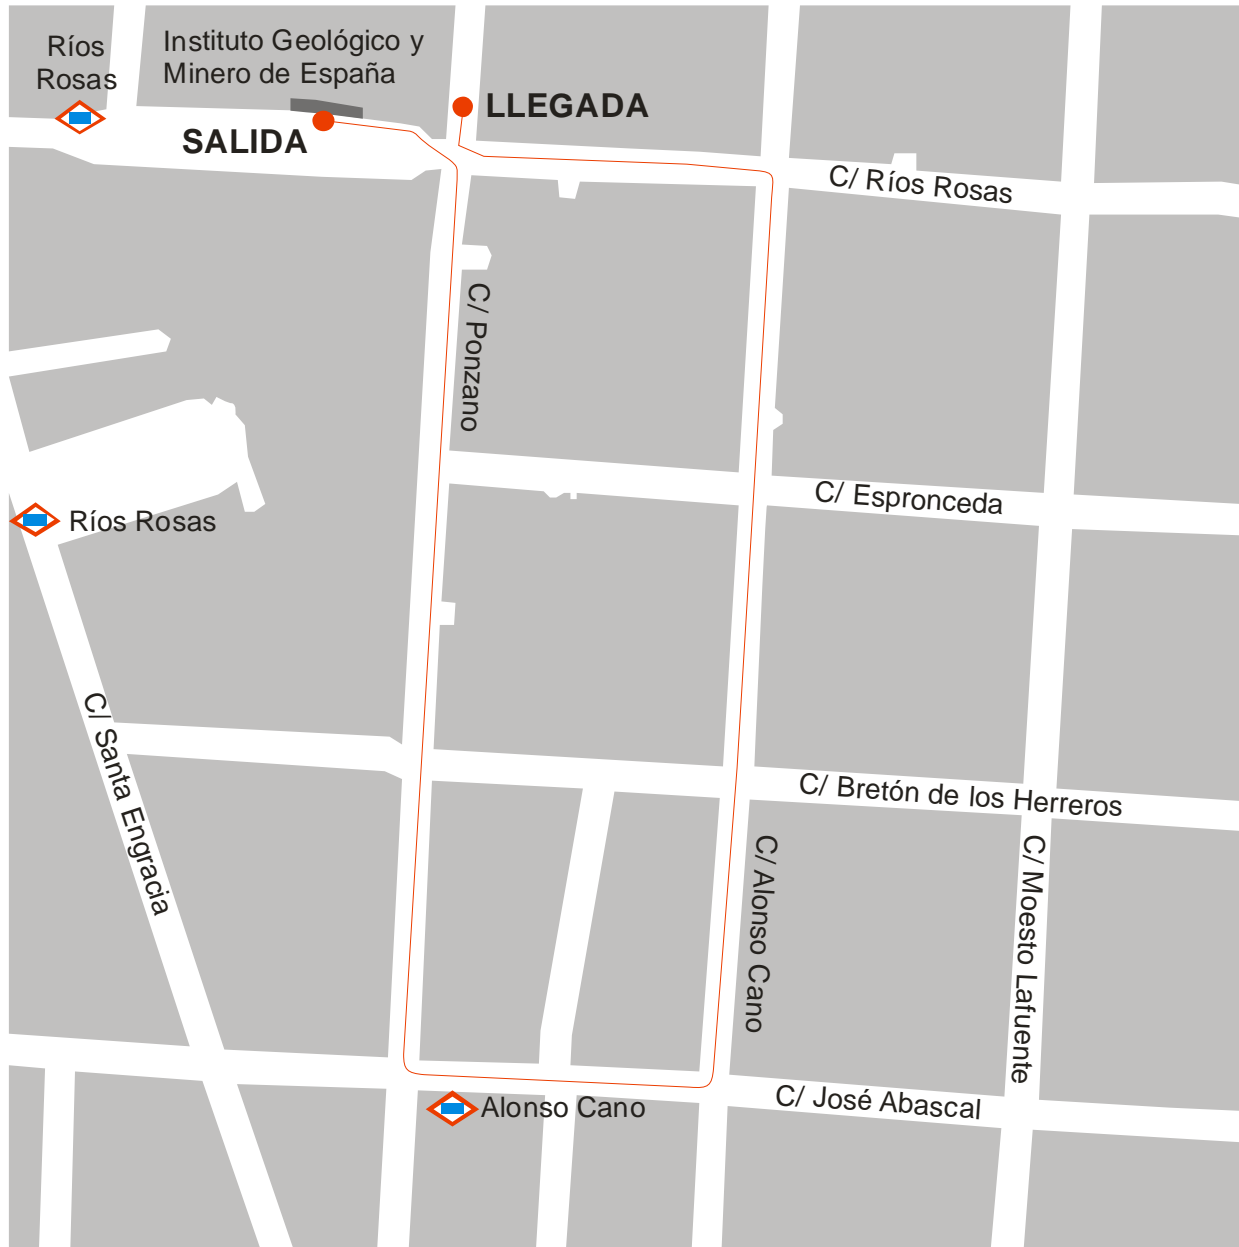 Ríos
Rosas
Instituto Geológico y
Minero de España
LLEGADA
SALIDA
C/ Ríos Rosas
C/ Ponzano
C/ Espronceda
Ríos Rosas
C/ Santa Engracia
C/ Bretón de los Herreros
C/ Alonso Cano
C/ Moesto Lafuente
C/ José Abascal
Alonso Cano